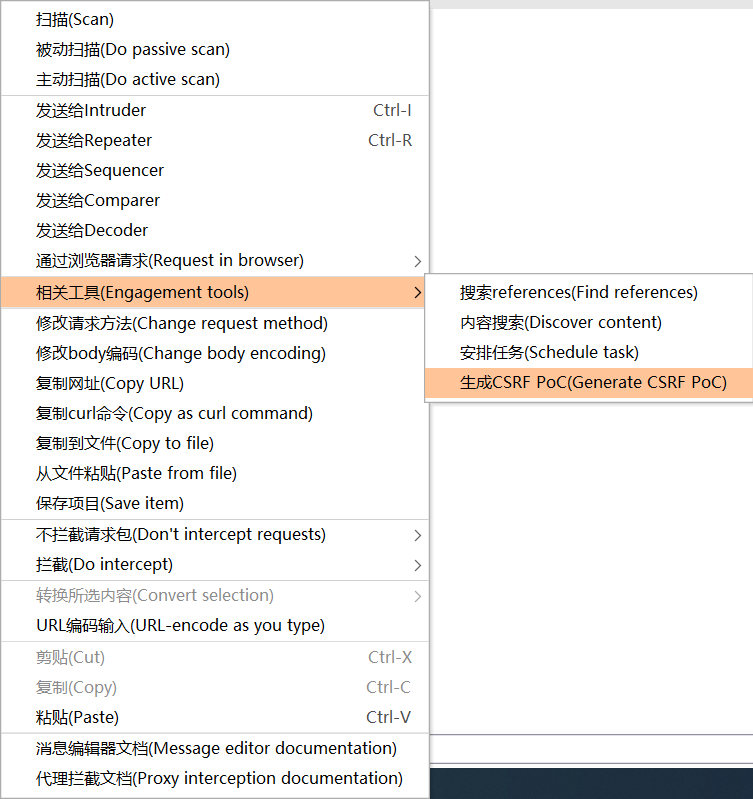 扫描(Scan)
被动扫描(Do passive scan)
主动扫描(Do active scan)
发送给Intruder Ctrl-I
发送给Repeater Ctrl-R
发送给Sequencer
发送给Comparer
发送给Decoder
通过浏览器请求(Request in browser)
相关工具(Engagement tools)
修改请求方法(Change request method)
修改body编码(Change body encoding)
复制网址(Copy URL)
复制curl命令(Copy as curl command)
复制到文件(Copy to file)
从文件粘贴(Paste from file)
保存项目(Save item)
不拦截请求包(Don't intercept requests)
拦截(Do intercept)
转换所选内容(Convert selection)
URL编码输入(URL-encode as you type)
剪贴(Cut) Ctrl-X
复制(Copy) Ctrl-C
粘贴(Paste) Ctrl-V
消息编辑器文档(Message editor documentation)
代理拦截文档(Proxy interception documentation)
搜索references(Find references)
内容搜索(Discover content)
安排任务(Schedule task)
生成CSRF PoC(Generate CSRF PoC)